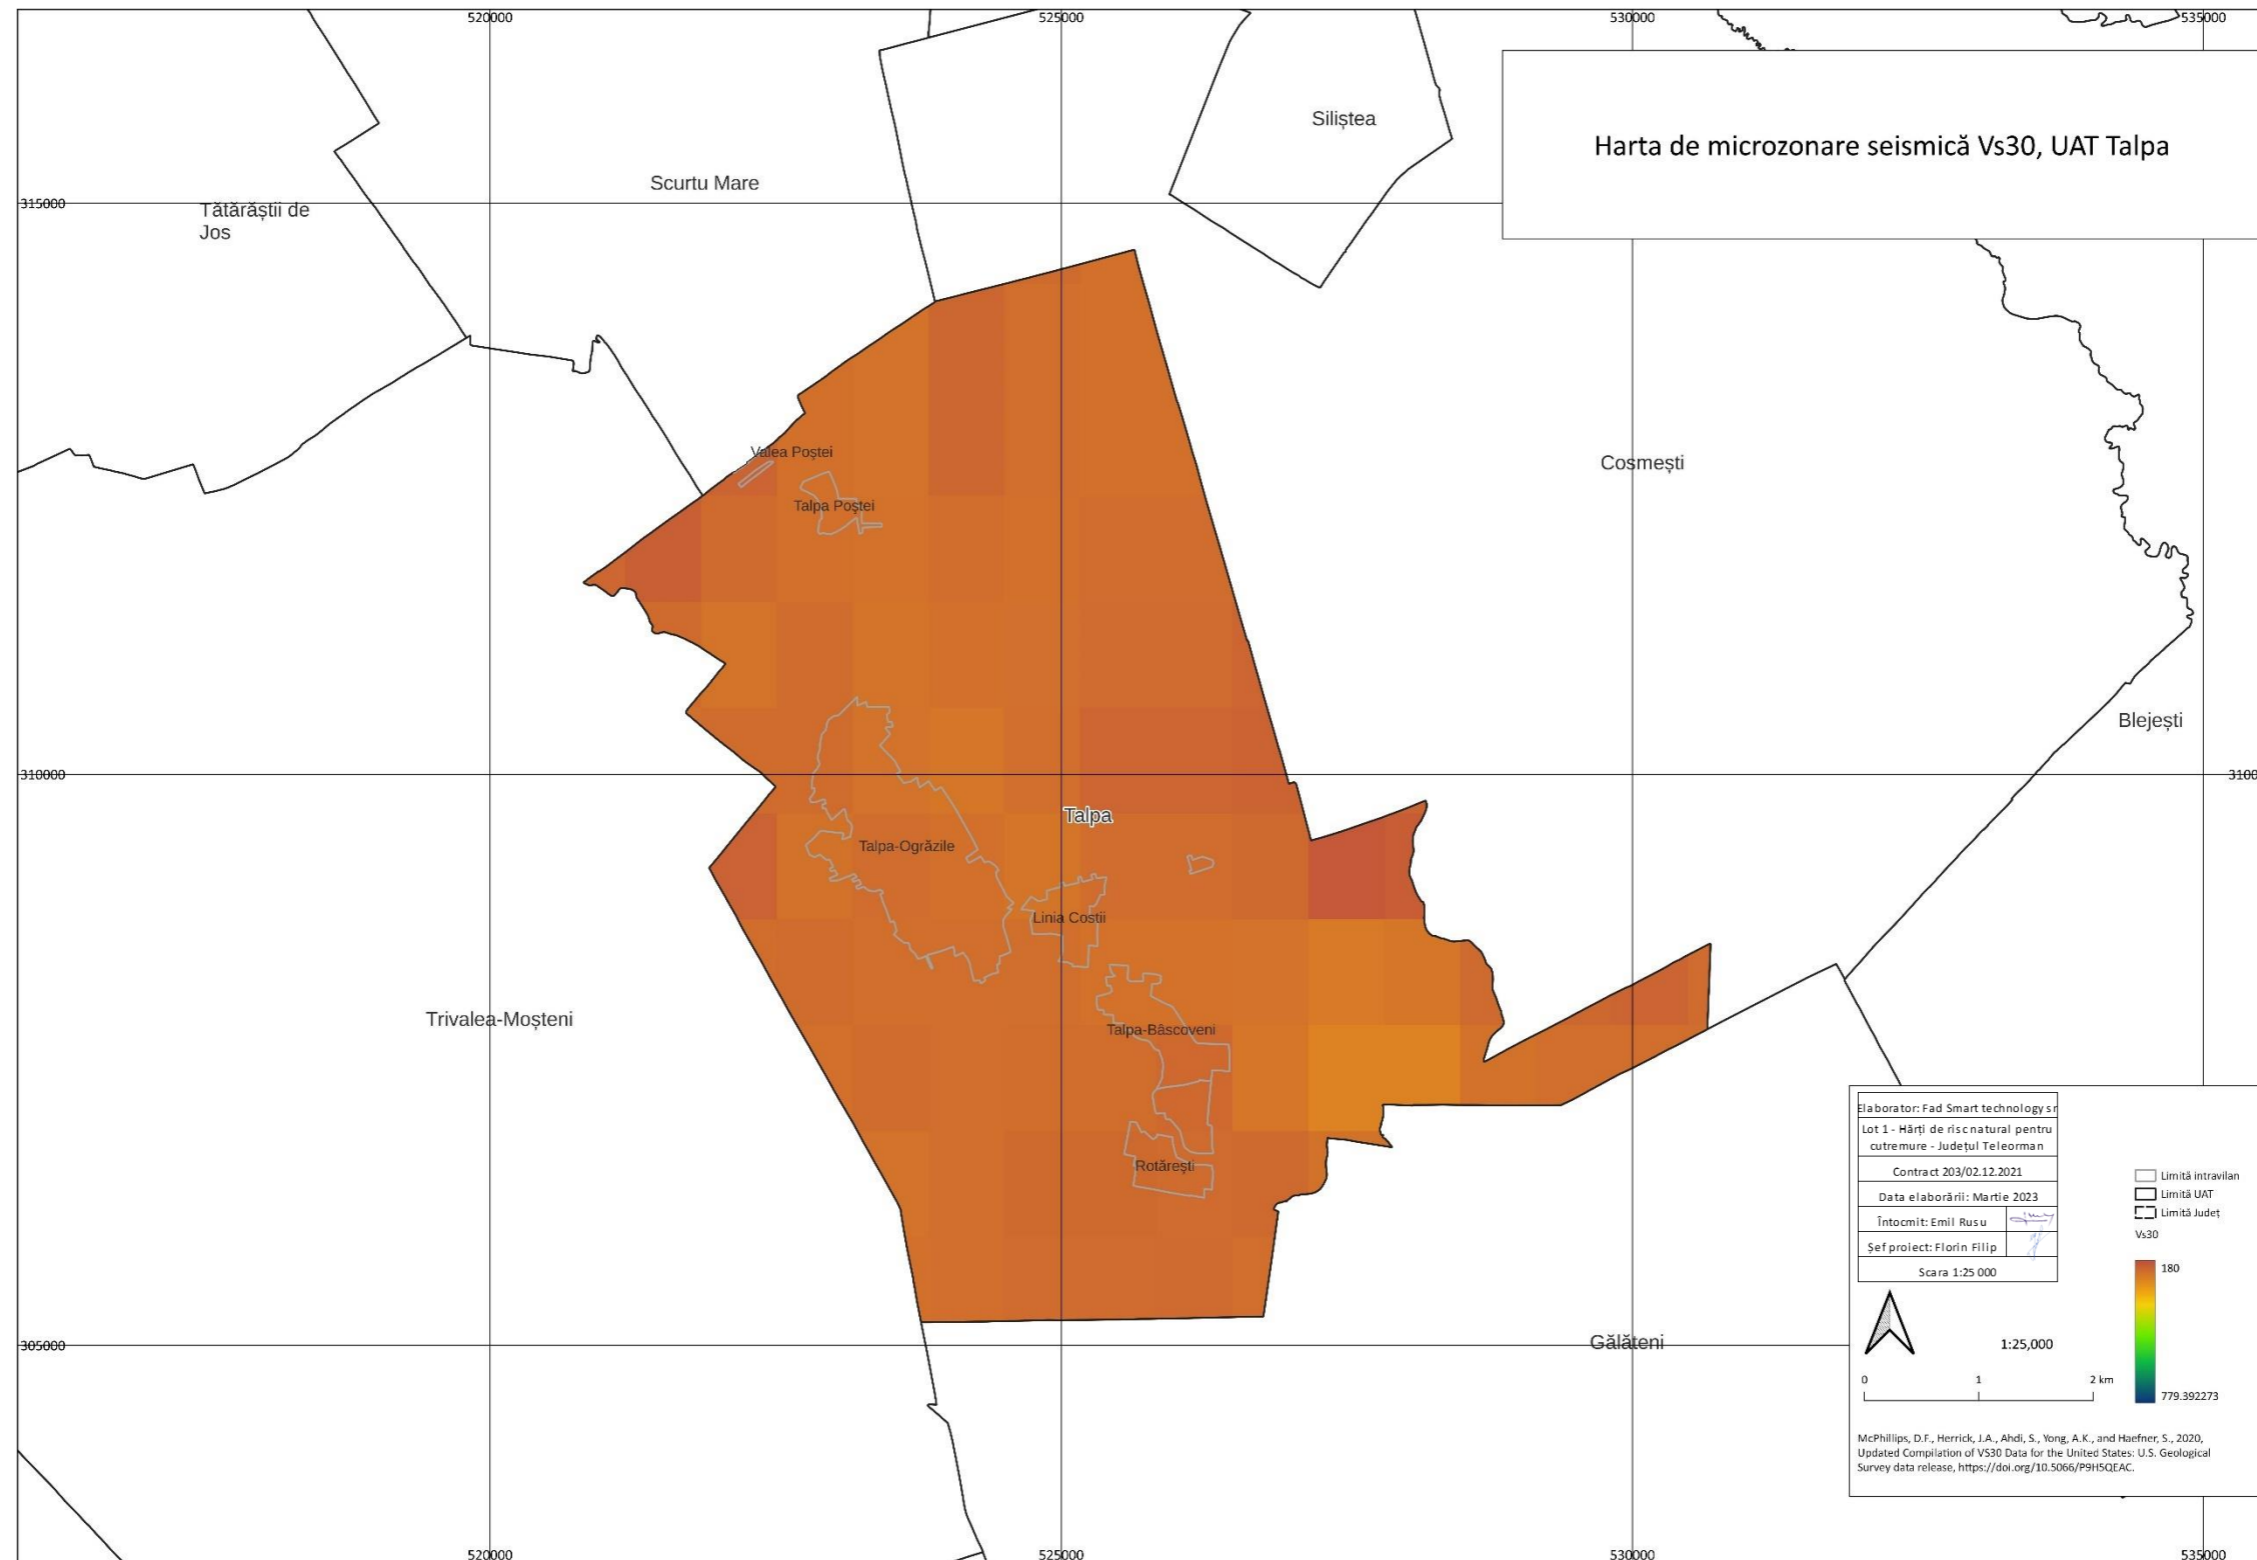 520000
525000
530000
535000
Harta de microzonare seismică Vs30, UAT Talpa
Siliștea
Scurtu Mare
315000
Tătărăștii de
Jos
Valea Poștei
Cosmești
Talpa Poștei
Blejești
310000
Talpa
Talpa-Ogrăzile
Linia Costii
Trivalea-Moșteni
Talpa-Bâscoveni
Rotărești
305000
Gălăteni
Elaborator: Fad Smart technology
Lot 1 - Hărți de risc natural pentru
cutremure - Județul Teleorman
Contract 203/02.12.2021
Data elaborării: Martie 2023
Întocmit: Emil Rusu
Șef proiect: Florin Filip
Scara 1:25 000
Limită intravilan
Limită UAT
Limită Județ
Vs30
180
779.392273
1:25,000
0 1 2 km
McPhillips, D.F., Herrick, J.A., Ahdi, S., Yong, A.K., and Haefner, S., 2020,
Updated Compilation of VS30 Data for the United States: U.S. Geological
Survey data release, https://doi.org/10.5066/P9H5QEAC.
520000
525000
530000
535000